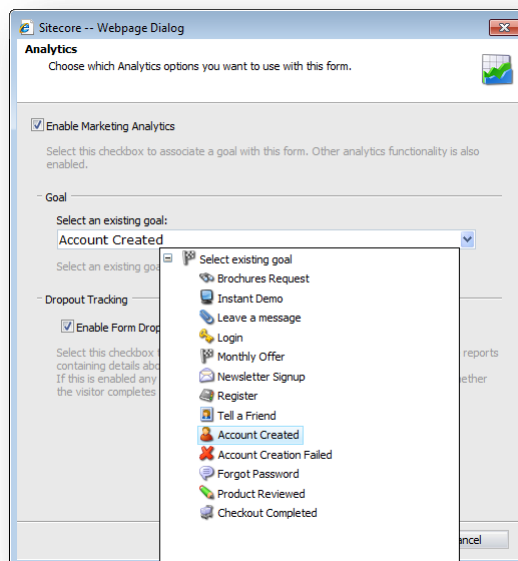 Sitecore -- Webpage Dialog
Analytics
Choose which Analytics options you want to use with this form.
Enable Marketing Analytics
Select this checkbox to associate a goal with this form. Other analytics functionality is also
enabled.
Goal
Select an existing goal:
Account Created
Select existing goal
Select an existing goa
Brochures Request
Instant Demo
Leave a message
Login
Monthly Offer
Newsletter Signup
Register
Tell a Friend
Account Created
Account Creation Failed
Forgot Password
Product Reviewed
Checkout Completed
Dropout Tracking
Enable Form Drop
Select this checkbox
reports
containing details abo
If this is enabled any
ether
the visitor completes
ncel